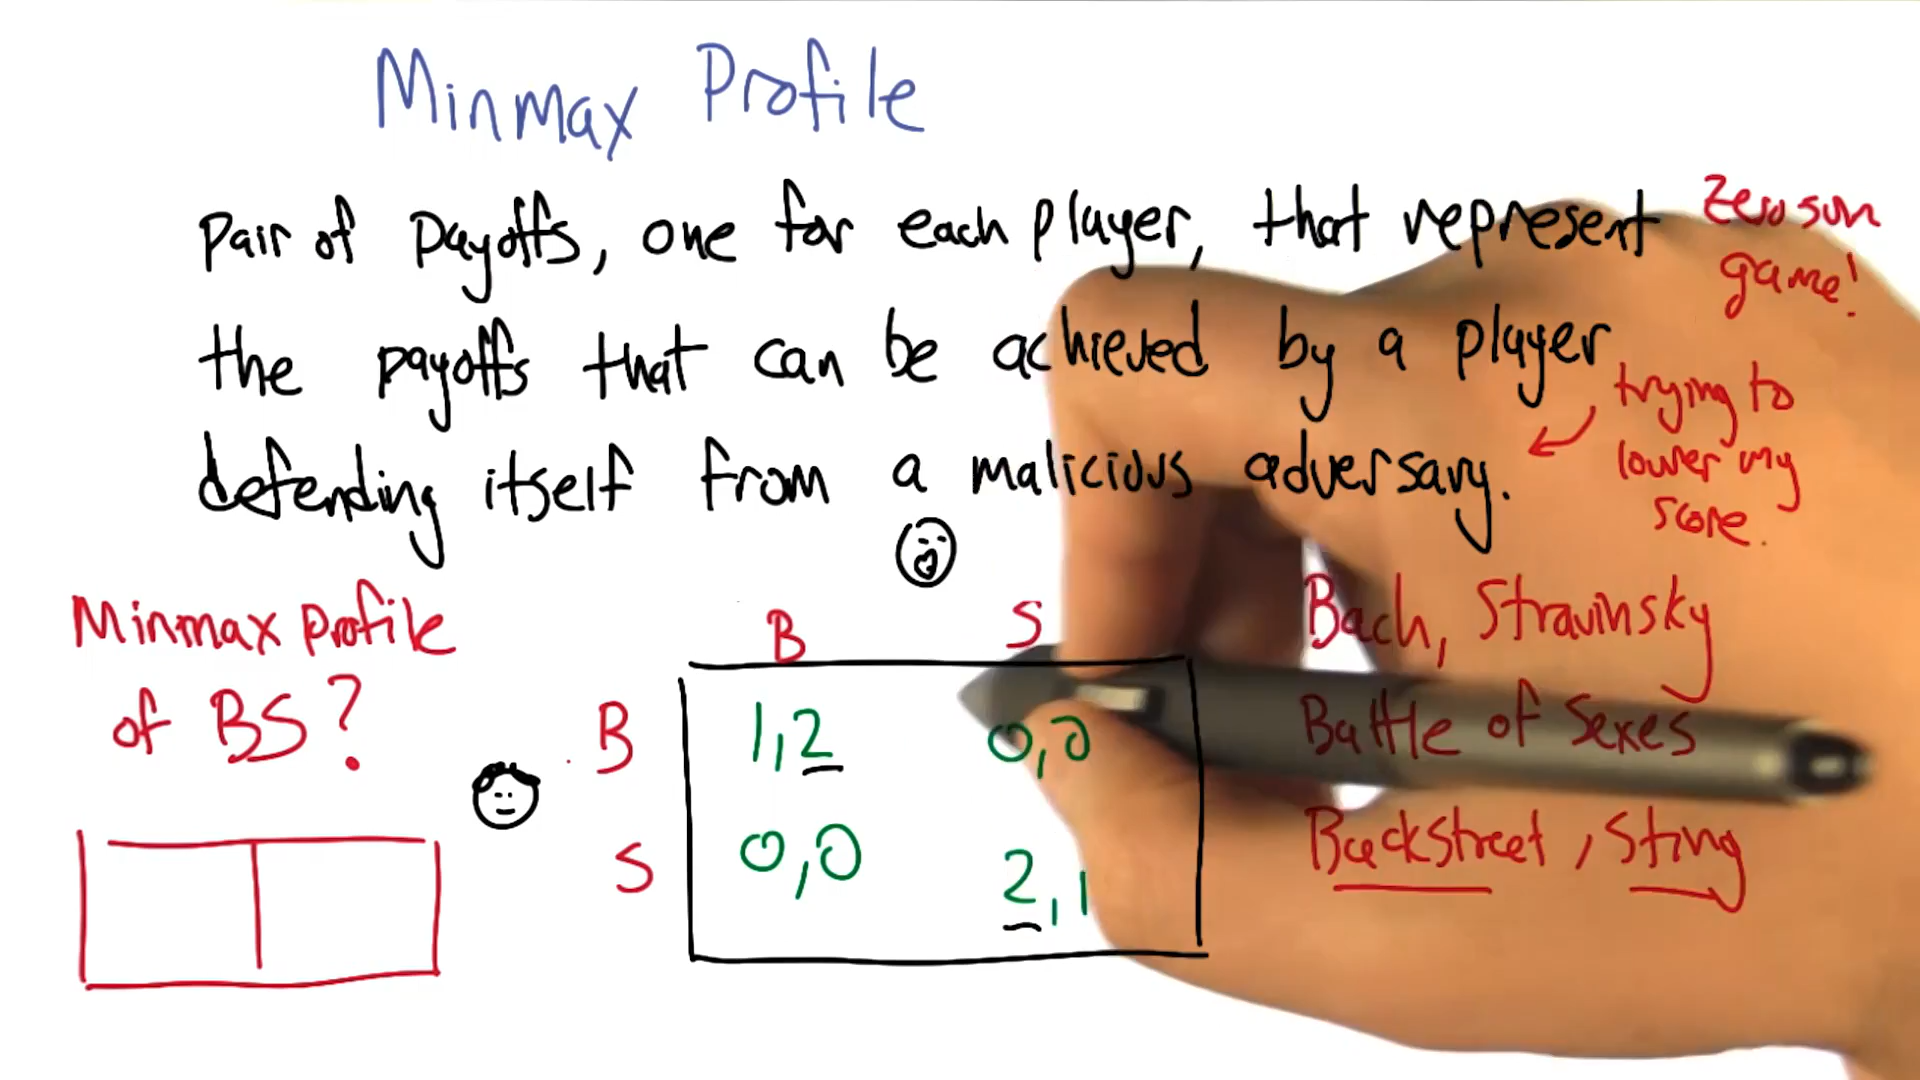 Minmax Profile
pair of payoffs, one for each player, that represent
the payoffs that can be achieved by a player
defending itself from a malicious adversary.
zero sum
game!
trying to
lower my
score.
Minmax profile
of BS?
B S
B 1,2 0,0
S 0,0 2,1
Bach, Stravinsky
Battle of Sexes
Backstreet, Sting